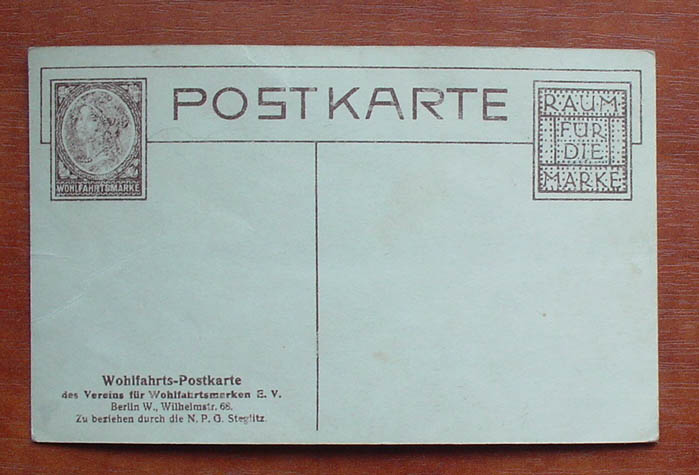 POSTKARTE
WOHLFAHRTSMARKE
RAUM
FÜR
DIE
MARKE
Wohlfahrts-Postkarte
des Vereins für Wohlfahrtsmarken E. V.
Berlin W., Wilhelmstr. 68.
Zu beziehen durch die N. P. G. Steglitz.